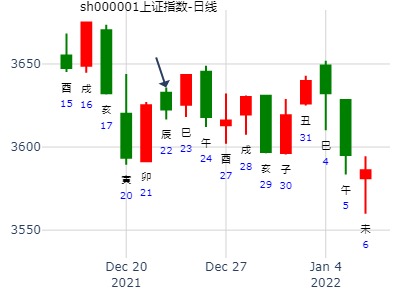 sh000001上证指数-日线
3650
3600
3550
酉
15
戌
16
亥
17
寅
20
卯
21
辰
22
巳
23
午
24
酉
27
戌
28
亥
29
子
30
丑
31
巳
4
午
5
未
6
Dec 20
2021
Dec 27
Jan 4
2022